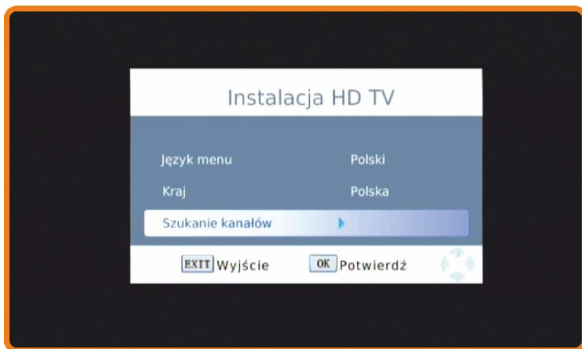 Instalacja HD TV
Język menu Polski
Kraj Polska
Szukanie kanałów
EXIT Wyjście OK Potwierdź